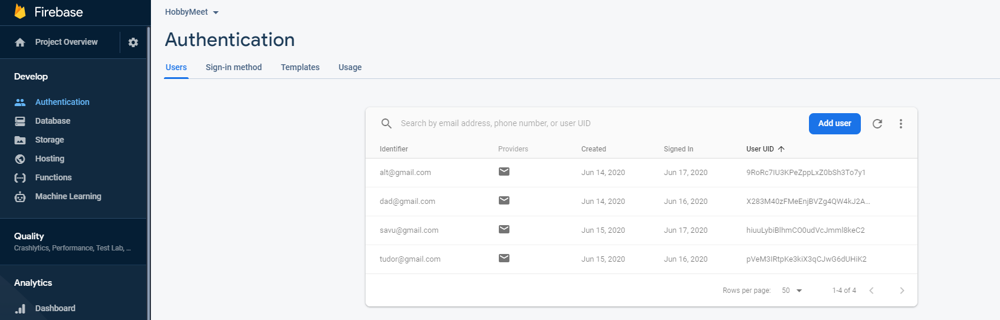 Firebase
HobbyMeet
Project Overview
Authentication
Users Sign-in method Templates Usage
Develop
Authentication
Database
Storage
Hosting
Functions
Machine Learning
Quality
Crashlytics, Performance, Test Lab, ...
Analytics
Dashboard
Search by email address, phone number, or user UID
Add user
Identifier Providers Created Signed In User UID
alt@gmail.com Jun 14, 2020 Jun 17, 2020 9RoRc7IU3KPeZppLxZ0bSh3To7y1
dad@gmail.com Jun 14, 2020 Jun 16, 2020 X283M40zFMeEnjBVZg4QW4kJ2A...
savu@gmail.com Jun 15, 2020 Jun 17, 2020 hiuuLybiBlhmCO0udVcJmml8keC2
tudor@gmail.com Jun 15, 2020 Jun 16, 2020 pVeM3IRtpKe3kiX3qCJwG6dUHiK2
Rows per page: 50 1-4 of 4